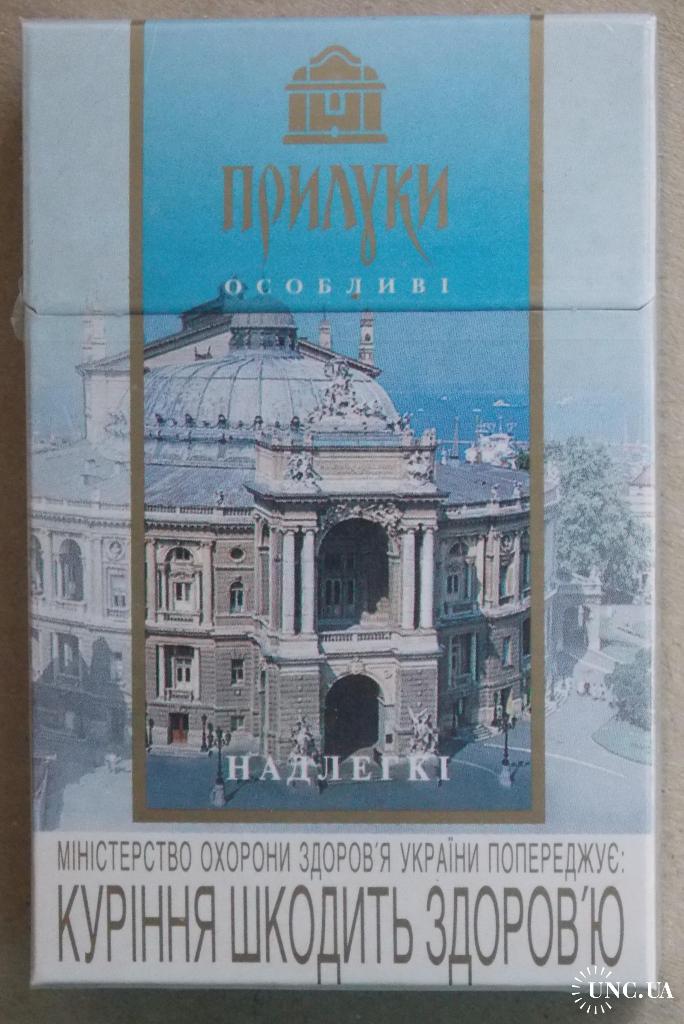 ПРИЛУКИ
ОСОБЛИВІ
НАДЛЕГКІ
МІНІСТЕРСТВО ОХОРОНИ ЗДОРОВ'Я УКРАЇНИ ПОПЕРЕДЖУЄ:
КУРІННЯ ШКОДИТЬ ЗДОРОВ'Ю
UNC.UA